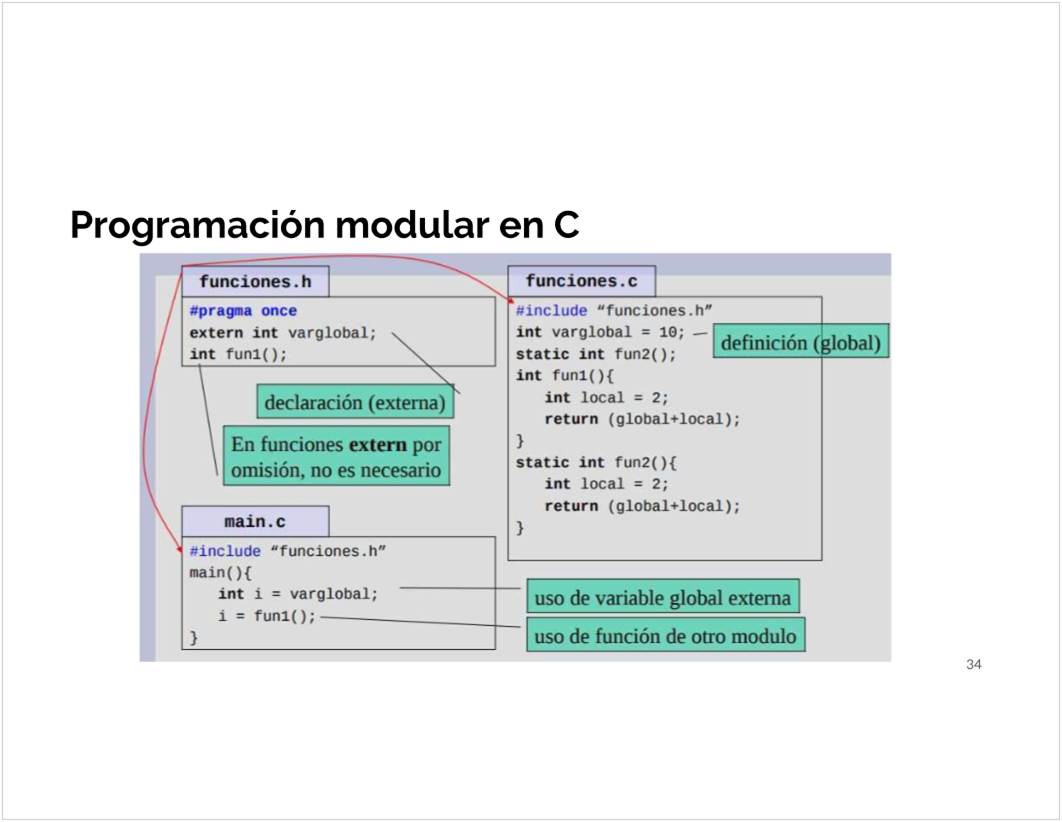 Programación modular en C
funciones.h
#pragma once
extern int varglobal;
int fun1();
declaración (externa)
En funciones extern por
omisión, no es necesario
main.c
#include “funciones.h”
main(){
int i = varglobal;
i = fun1();
}
funciones.c
#include “funciones.h”
int varglobal = 10;
static int fun2();
int fun1(){
int local = 2;
return (global+local);
}
static int fun2(){
int local = 2;
return (global+local);
}
definición (global)
uso de variable global externa
uso de función de otro modulo
34